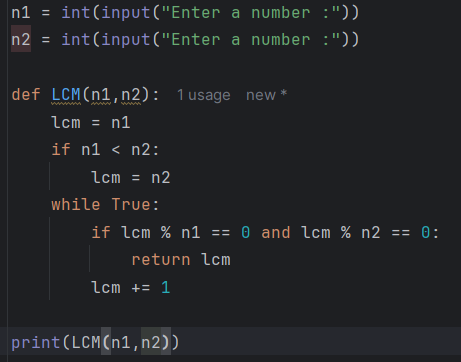 n1 = int(input("Enter a number :"))
n2 = int(input("Enter a number :"))
def LCM(n1,n2): 1 usage new *
    lcm = n1
    if n1 < n2:
        lcm = n2
    while True:
        if lcm % n1 == 0 and lcm % n2 == 0:
            return lcm
        lcm += 1
print(LCM(n1,n2))